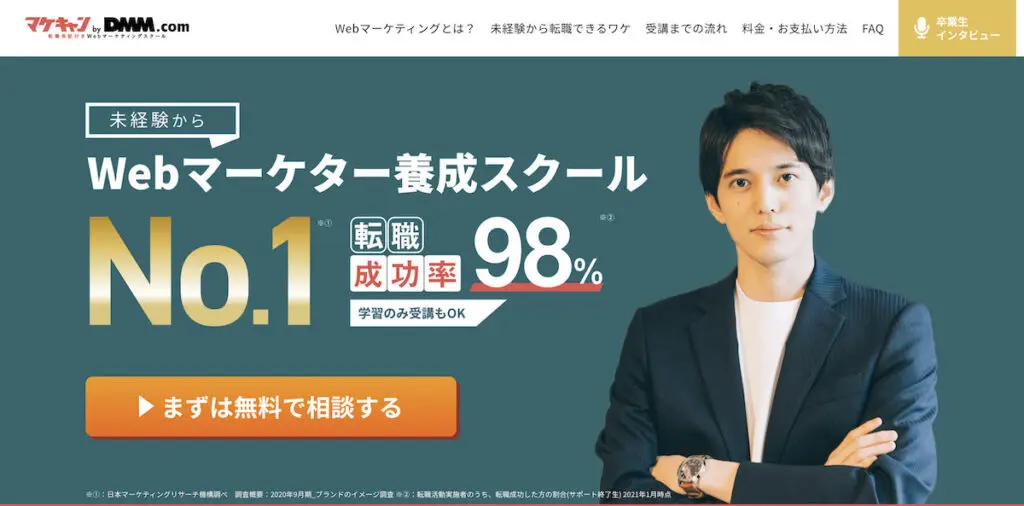 マケキャン by DMM.com
転職保証付きWebマーケティングスクール
Webマーケティングとは？ 未経験から転職できるワケ 受講までの流れ 料金・お支払い方法 FAQ
卒業生
インタビュー
未経験から
Webマーケター養成スクール
No.1 ※①
転職
成功率 98% ※②
学習のみ受講もOK
まずは無料で相談する
※①：日本マーケティングリサーチ機構調べ 調査概要：2020年9月期_ブランドのイメージ調査 ※②：転職活動実施者のうち、転職成功した方の割合(サポート終了生) 2021年1月時点